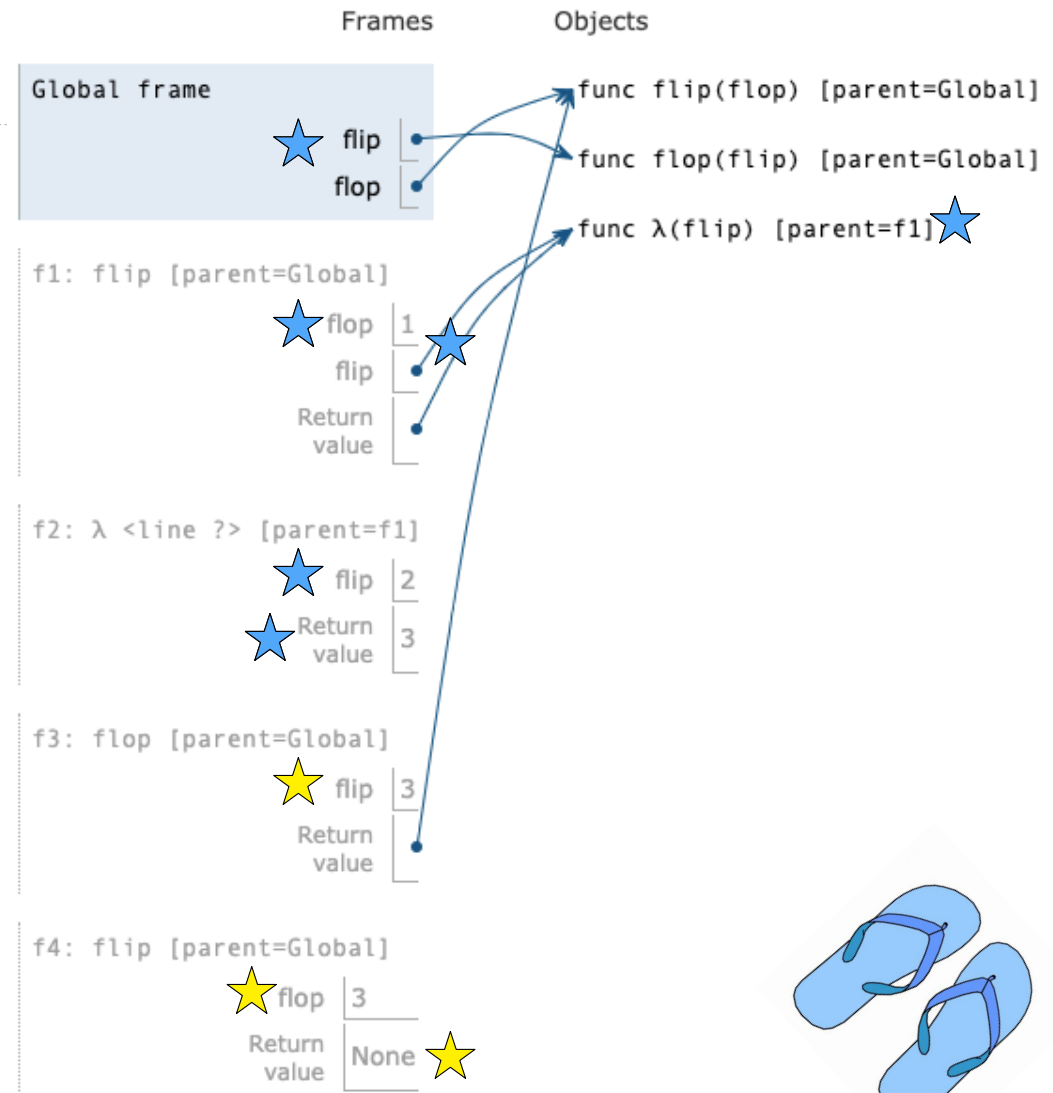 Frames Objects
Global frame
flip
flop
func flip(flop) [parent=Global]
func flop(flip) [parent=Global]
func λ(flip) [parent=f1]
f1: flip [parent=Global]
flop 1
flip
Return
value
f2: λ <line ?> [parent=f1]
flip 2
Return
value 3
f3: flop [parent=Global]
flip 3
Return
value
f4: flip [parent=Global]
flop 3
Return
value None